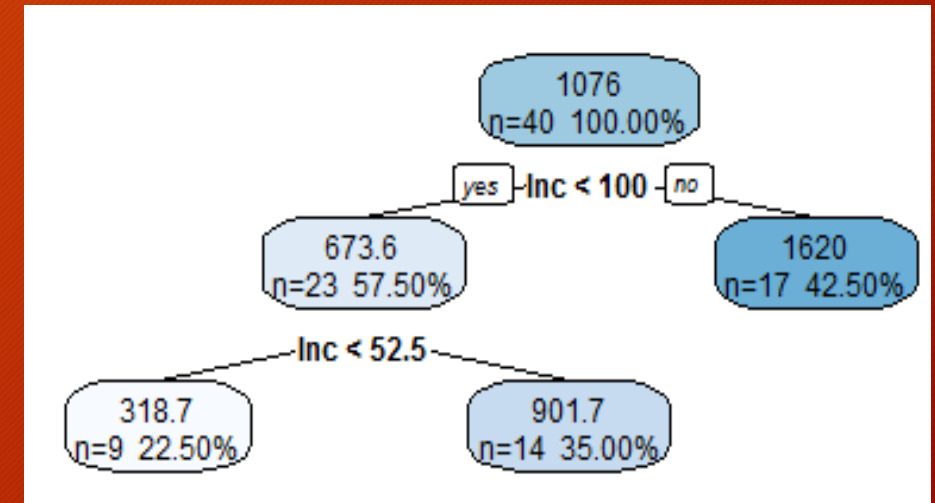 1076
n=40 100.00%
yes Inc < 100 no
673.6
n=23 57.50%
1620
n=17 42.50%
Inc < 52.5
318.7
n=9 22.50%
901.7
n=14 35.00%